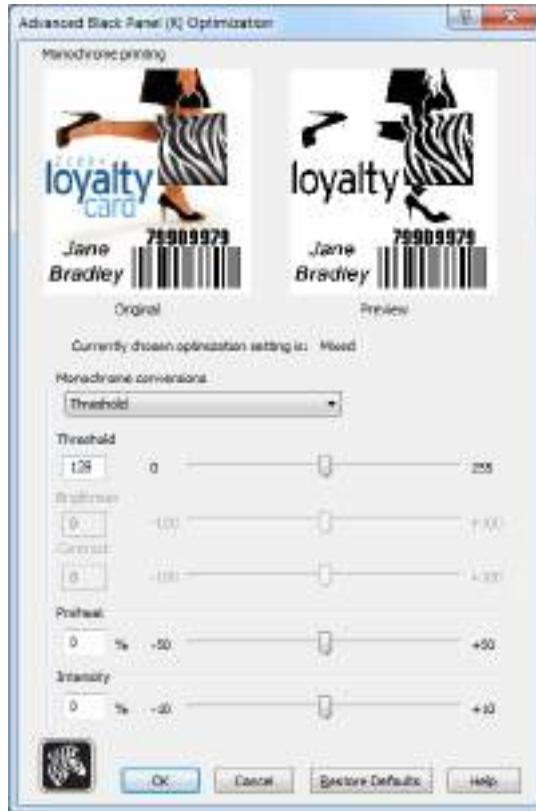 Advanced Black Panel (K) Optimization
Monochrome printing
loyalty
card
79909979
Jane
Bradley
loyalty
79909979
Jane
Bradley
Original
Preview
Currently chosen optimization setting is: Mixed
Monochrome conversions
Threshold
Threshold
128 0 255
Brightness
0 -100 +100
Contrast
0 -100 +100
Preheat
0 % -50 +50
Intensity
0 % -10 +10
OK Cancel Restore Defaults Help